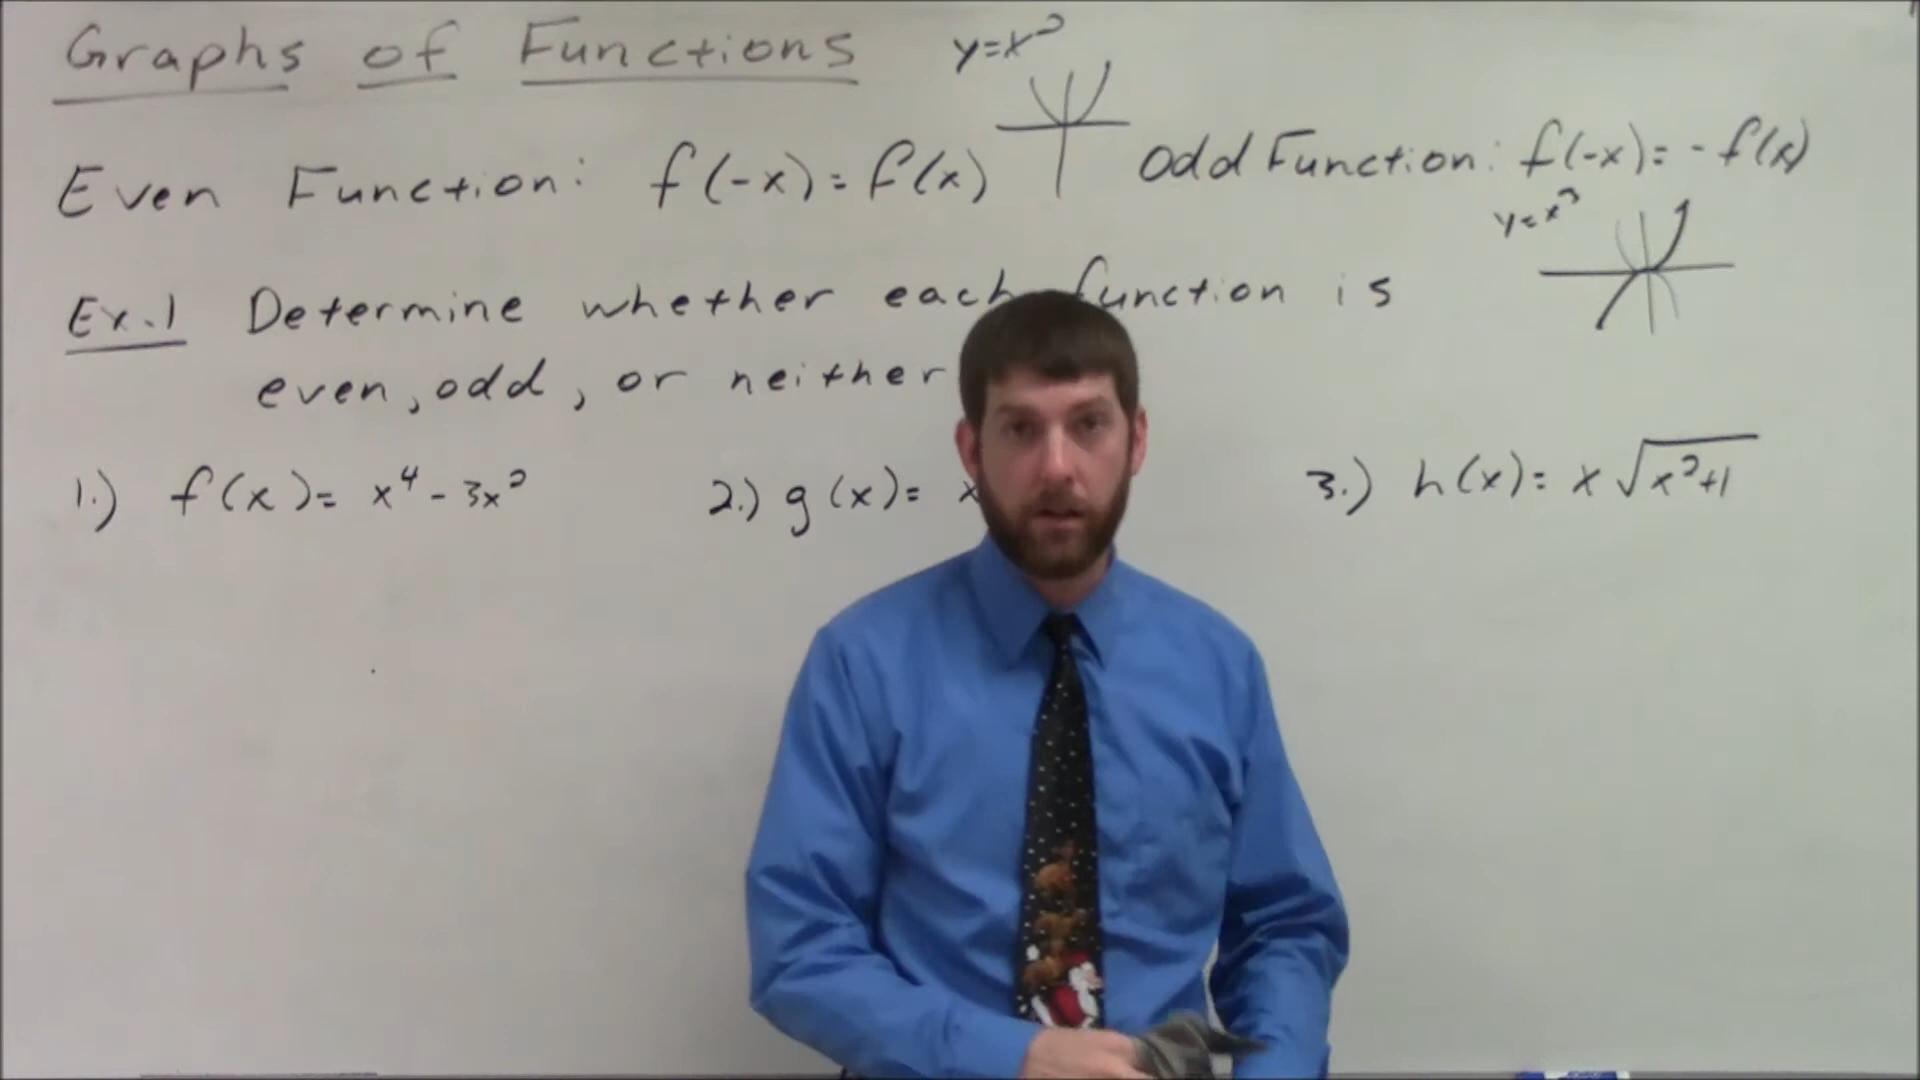 Graphs of Functions
y=x²
Even Function: f(-x)=f(x)
Odd Function: f(-x)=-f(x)
y=x³
Ex.1 Determine whether each function is
even, odd, or neither
1.) f(x)= x⁴-3x²
2.) g(x)= x
3.) h(x)= x√x²+1